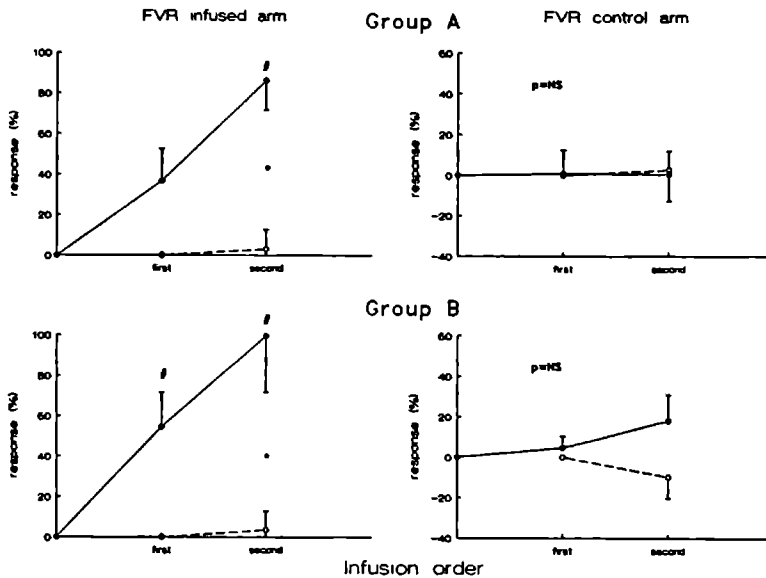 FVR infused arm
Group A
FVR control arm
response (%)
100
80
60
40
20
0
#
*
first
second
response (%)
60
40
20
0
−20
−40
p=NS
first
second
Group B
response (%)
100
80
60
40
20
0
#
#
*
first
second
response (%)
60
40
20
0
−20
−40
p=NS
first
second
Infusion order